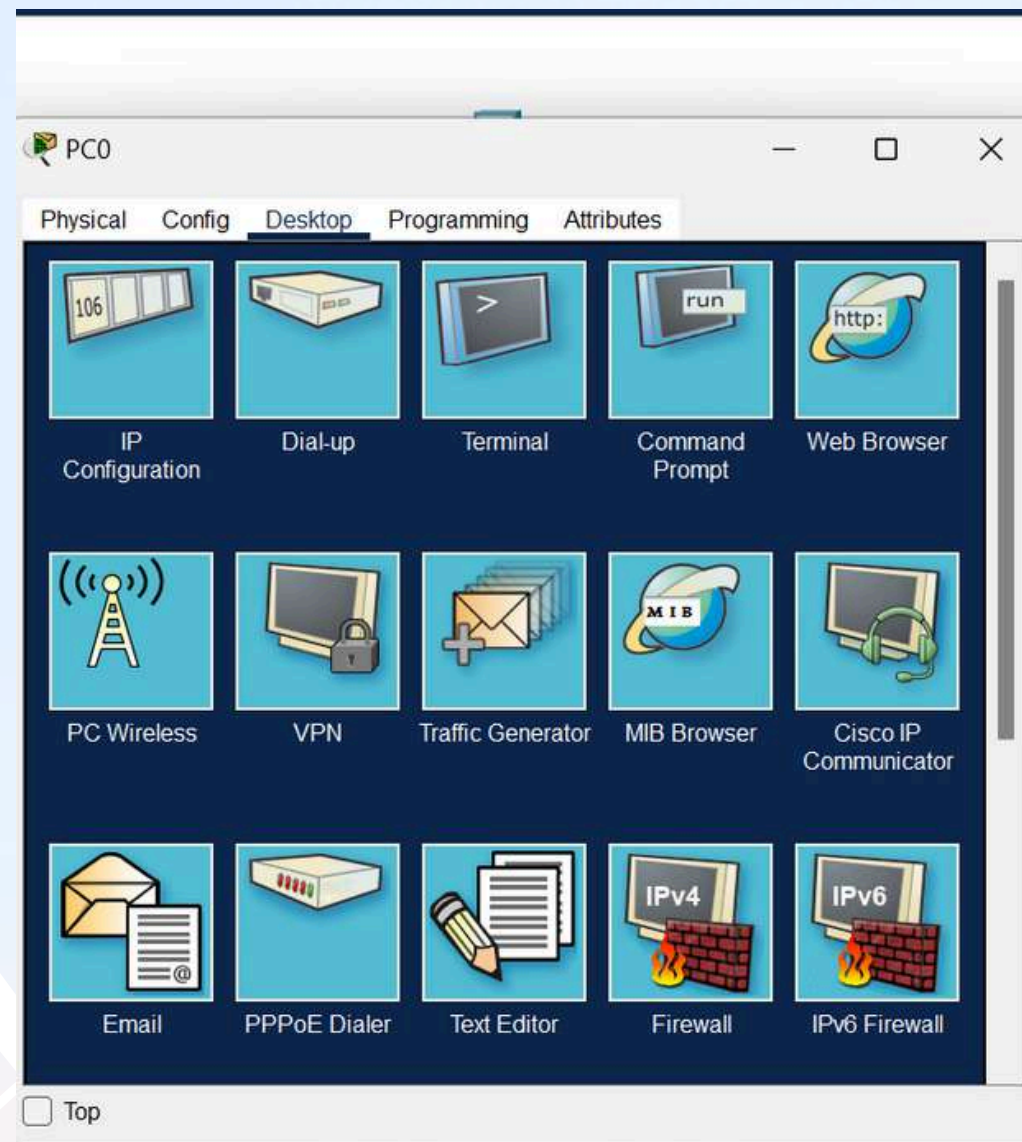 PC0
Physical Config Desktop Programming Attributes
106
>
run
http:
IP
Configuration
Dial-up
Terminal
Command
Prompt
Web Browser
MIB
PC Wireless
VPN
Traffic Generator
MIB Browser
Cisco IP
Communicator
@
IPv4
IPv6
Email
PPPoE Dialer
Text Editor
Firewall
IPv6 Firewall
Top